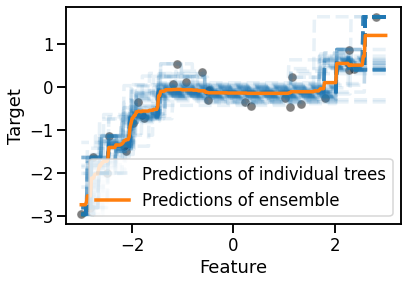 1
0
−1
−2
−3
Target
Predictions of individual trees
Predictions of ensemble
−2
0
2
Feature